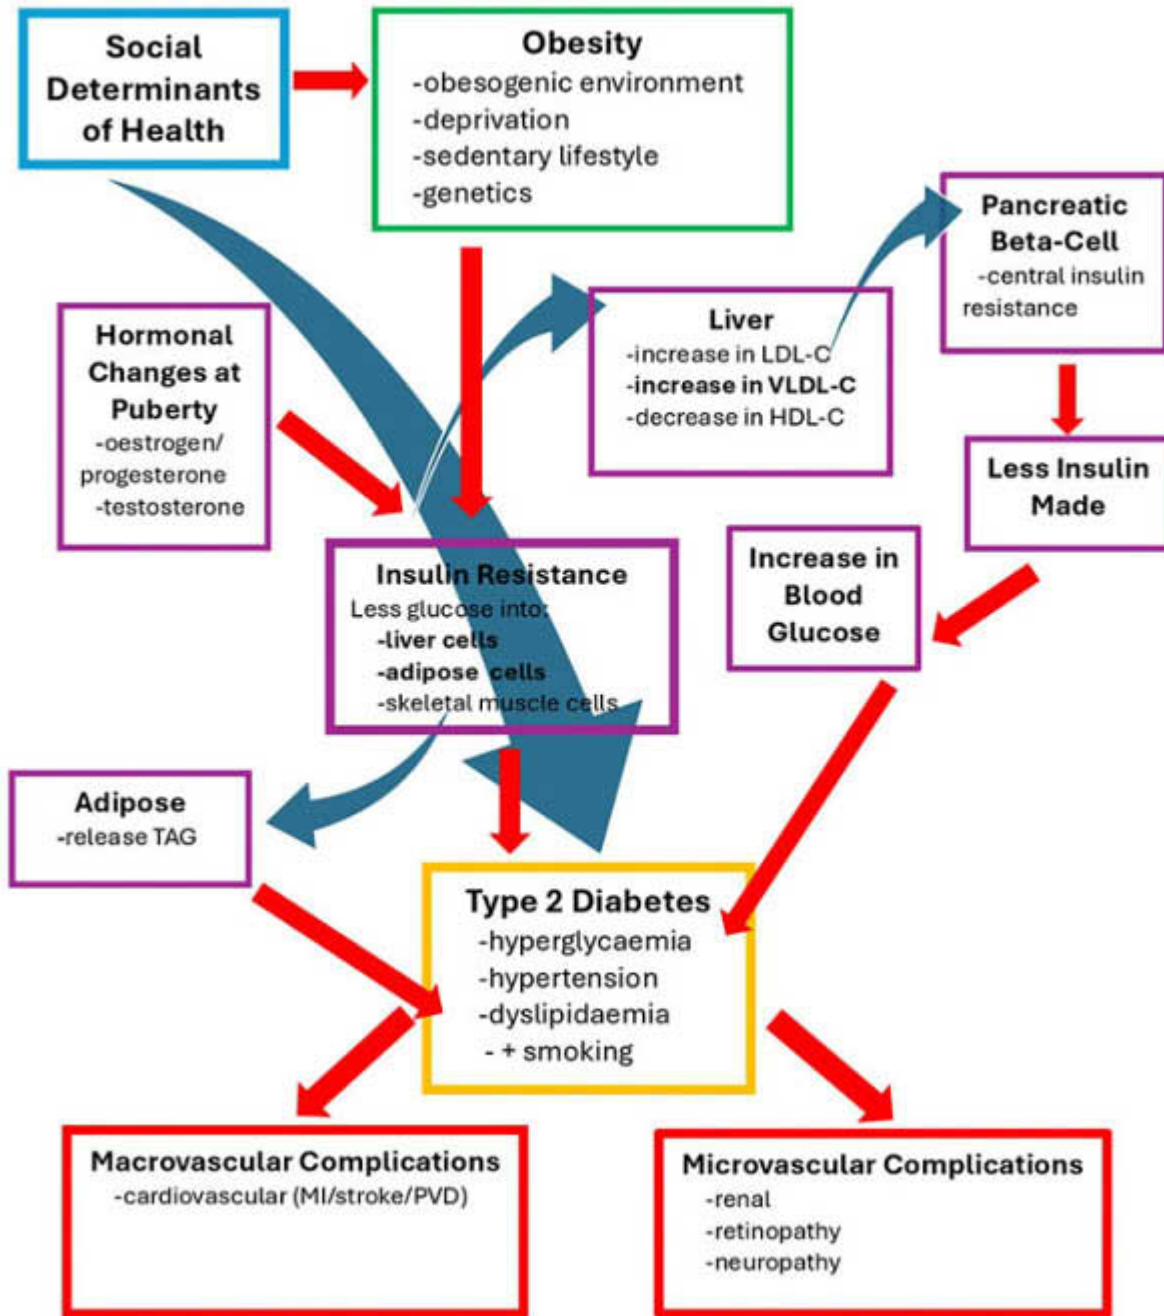 Social
Determinants
of Health
Obesity
-obesogenic environment
-deprivation
-sedentary lifestyle
-genetics
Pancreatic
Beta-Cell
-central insulin
resistance
Hormonal
Changes at
Puberty
-oestrogen/
progesterone
-testosterone
Liver
-increase in LDL-C
-increase in VLDL-C
-decrease in HDL-C
Less Insulin
Made
Increase in
Blood
Glucose
Insulin Resistance
Less glucose into:
-liver cells
-adipose cells
-skeletal muscle cells
Adipose
-release TAG
Type 2 Diabetes
-hyperglycaemia
-hypertension
-dyslipidaemia
- + smoking
Macrovascular Complications
-cardiovascular (MI/stroke/PVD)
Microvascular Complications
-renal
-retinopathy
-neuropathy